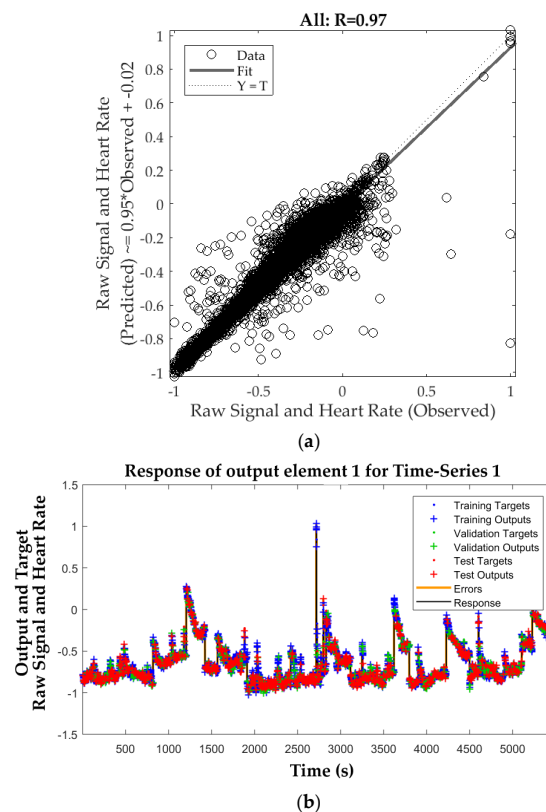 All: R=0.97
Raw Signal and Heart Rate
(Predicted) ~= 0.95*Observed + -0.02
1
0.8
0.6
0.4
0.2
0
-0.2
-0.4
-0.6
-0.8
-1
Data
Fit
Y = T
-1
-0.5
0
0.5
1
Raw Signal and Heart Rate (Observed)
(a)
Response of output element 1 for Time-Series 1
Output and Target
Raw Signal and Heart Rate
1.5
1
0.5
0
-0.5
-1
-1.5
Training Targets
Training Outputs
Validation Targets
Validation Outputs
Test Targets
Test Outputs
Errors
Response
500
1000
1500
2000
2500
3000
3500
4000
4500
5000
Time (s)
(b)